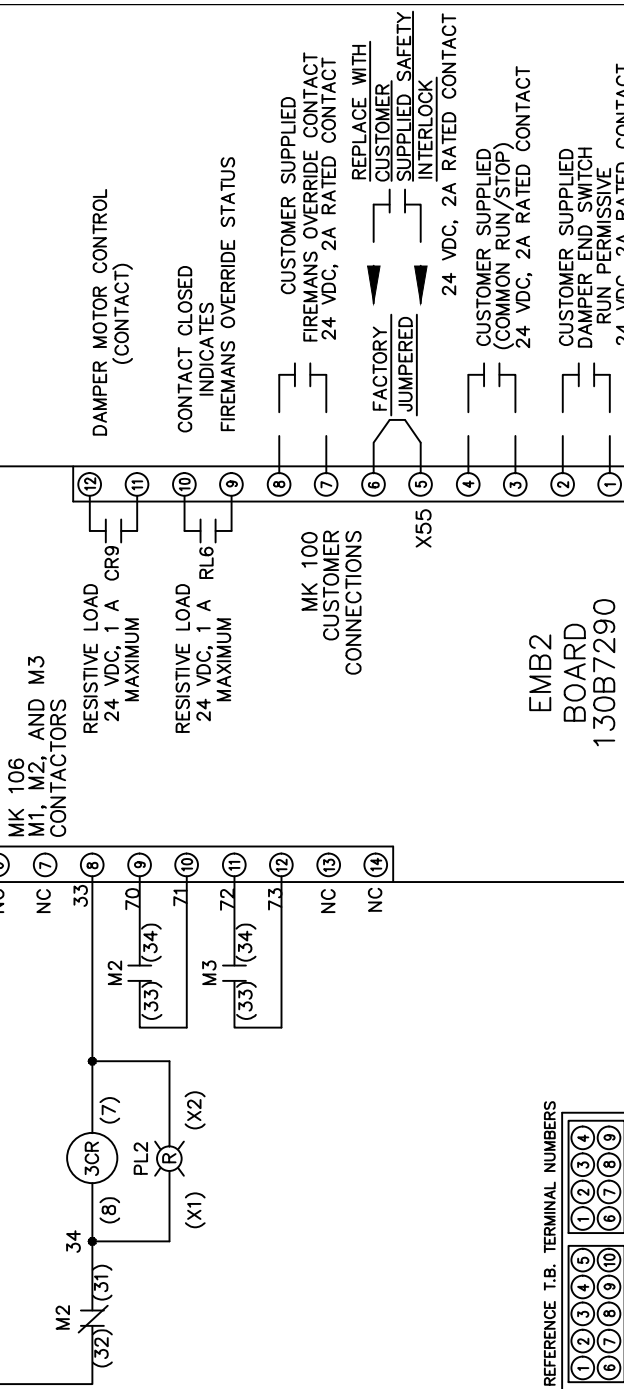 MK 106
M1, M2, AND M3
CONTACTORS
NC 7
33 8
70 9
71 10
72 11
73 12
NC 13
NC 14
M2
(32) (31)
34
(8) 3CR (7)
PL2
R
(X1) (X2)
M2
(33) (34)
M3
(33) (34)
RESISTIVE LOAD
24 VDC, 1 A
MAXIMUM
CR9
RESISTIVE LOAD
24 VDC, 1 A
MAXIMUM
RL6
MK 100
CUSTOMER
CONNECTIONS
X55
12
11
10
9
8
7
6
5
4
3
2
1
DAMPER MOTOR CONTROL
(CONTACT)
CONTACT CLOSED
INDICATES
FIREMANS OVERRIDE STATUS
CUSTOMER SUPPLIED
FIREMANS OVERRIDE CONTACT
24 VDC, 2A RATED CONTACT
FACTORY
JUMPERED
REPLACE WITH
CUSTOMER
SUPPLIED SAFETY
INTERLOCK
24 VDC, 2A RATED CONTACT
CUSTOMER SUPPLIED
(COMMON RUN/STOP)
24 VDC, 2A RATED CONTACT
CUSTOMER SUPPLIED
DAMPER END SWITCH
RUN PERMISSIVE
24 VDC, 2A RATED CONTACT
EMB2
BOARD
130B7290
REFERENCE T.B. TERMINAL NUMBERS
1 2 3 4 5 1 2 3 4
6 7 8 9 10 6 7 8 9